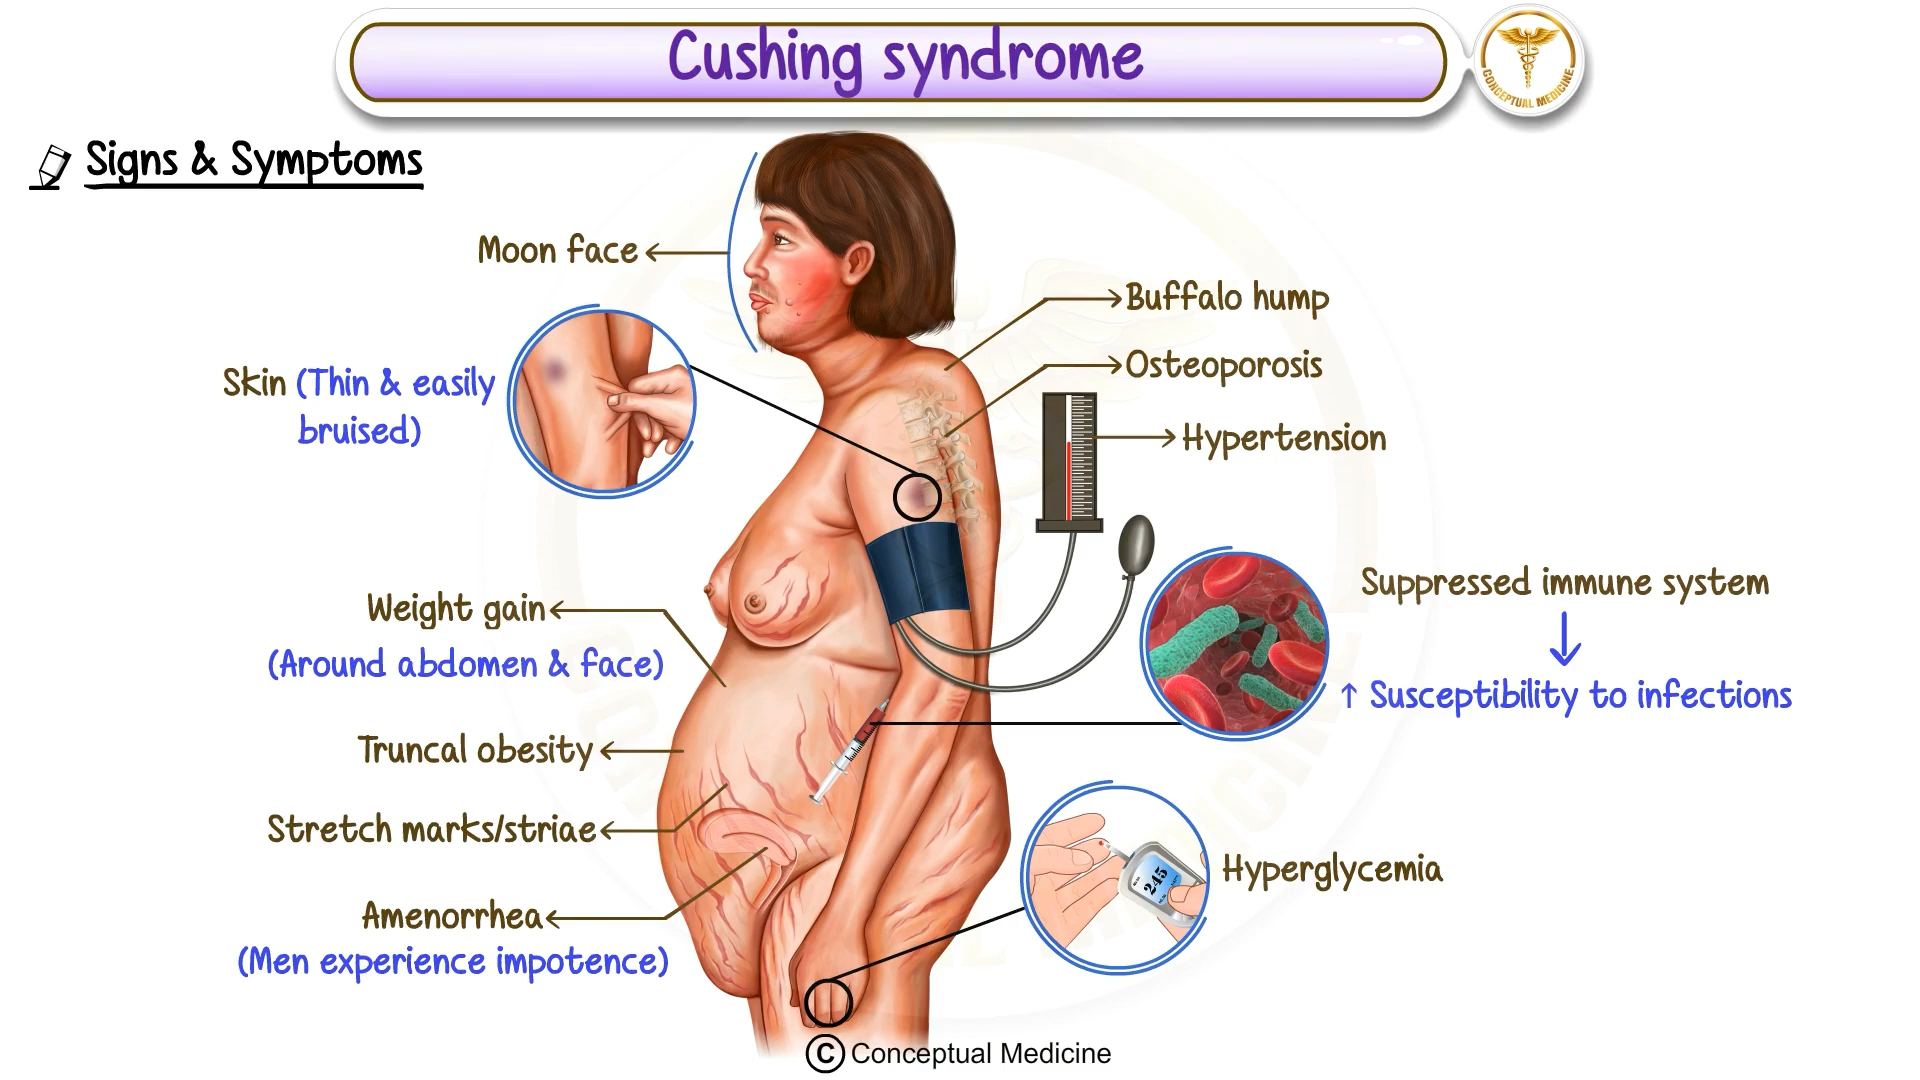 Cushing syndrome
CONCEPTUAL MEDICINE
Signs & Symptoms
Moon face
Buffalo hump
Osteoporosis
Skin (Thin & easily
bruised)
Hypertension
Suppressed immune system
Weight gain
(Around abdomen & face)
↑ Susceptibility to infections
Truncal obesity
Stretch marks/striae
245
Hyperglycemia
Amenorrhea
(Men experience impotence)
© Conceptual Medicine